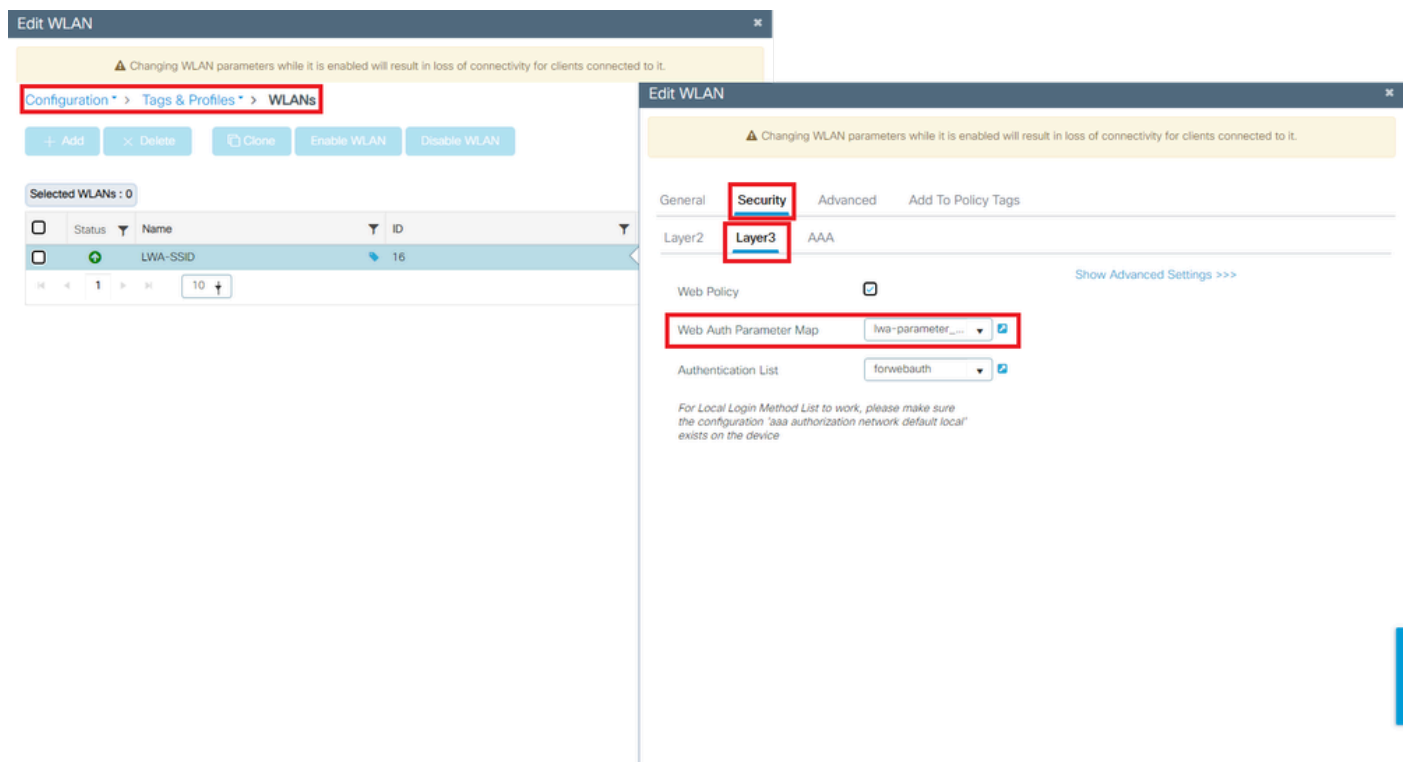 Edit WLAN
Changing WLAN parameters while it is enabled will result in loss of connectivity for clients connected to it.
Configuration > Tags & Profiles > WLANs
+ Add × Delete Clone Enable WLAN Disable WLAN
Selected WLANs : 0
Status Name ID
LWA-SSID 16
1 10
Edit WLAN
Changing WLAN parameters while it is enabled will result in loss of connectivity for clients connected to it.
General Security Advanced Add To Policy Tags
Layer2 Layer3 AAA
Show Advanced Settings >>>
Web Policy
Web Auth Parameter Map lwa-parameter_...
Authentication List forwebauth
For Local Login Method List to work, please make sure
the configuration 'aaa authorization network default local'
exists on the device